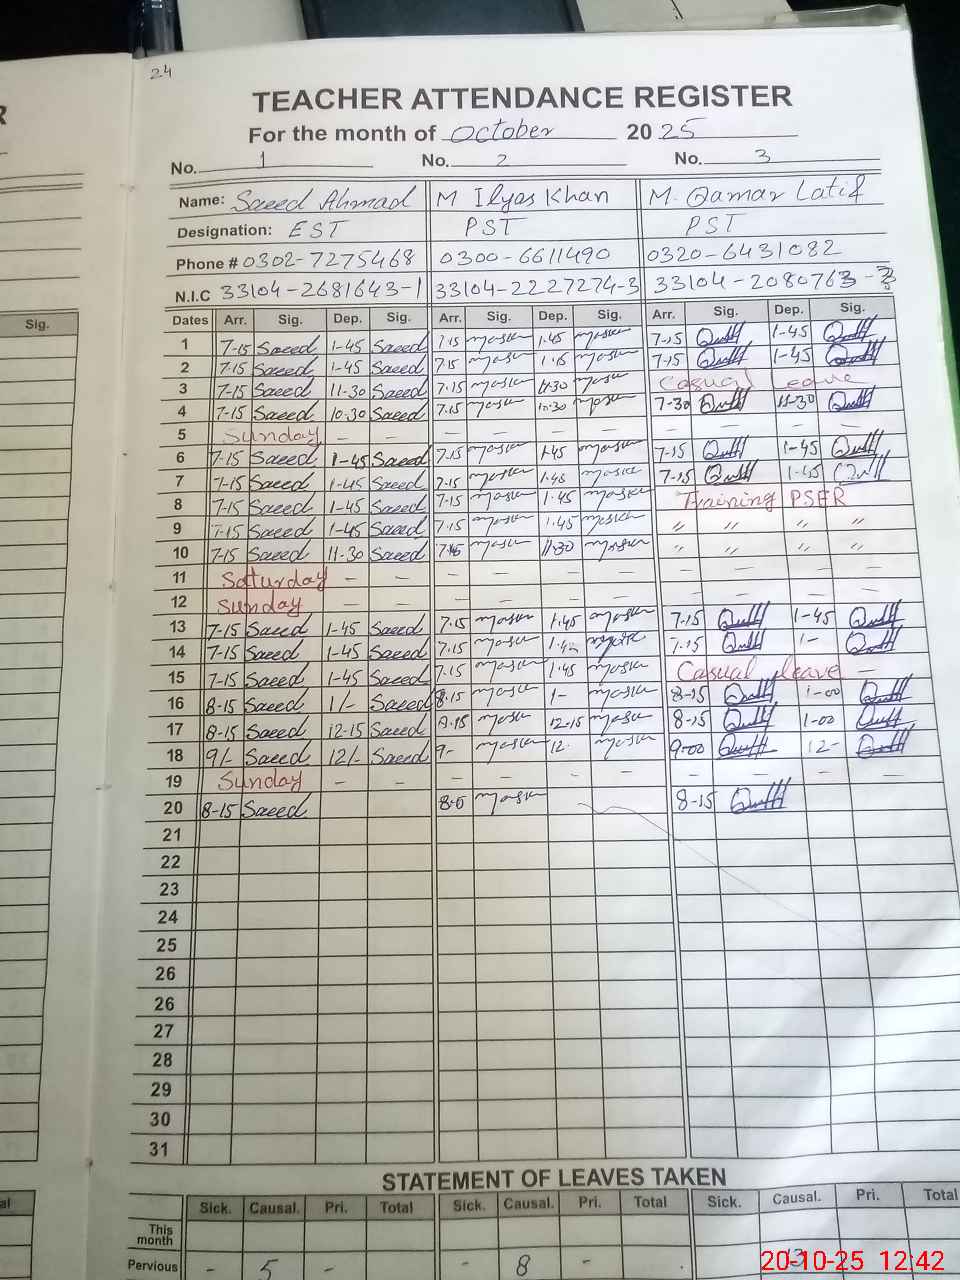 24
TEACHER ATTENDANCE REGISTER
For the month of October 2025
No. 1 No. 2 No. 3
Name: Saeed Ahmad M Ilyas Khan M. Qamar Latif
Designation: EST PST PST
Phone # 0302-7275468 0300-6611490 0320-6431082
N.I.C 33104-2681643-1 33104-2227274-3 33104-2080763-3
Sig. Dates Arr. Sig. Dep. Sig. Arr. Sig. Dep. Sig. Arr. Sig. Dep. Sig.
1 7-15 Saeed 1-45 Saeed 7.15 1.45 7-15 1-45
2 7-15 Saeed 1-45 Saeed 7.15 7-15 1-45
3 7-15 Saeed 11-30 Saeed 7.15 11.30 Casual Leave
4 7-15 Saeed 10-30 Saeed 7.15 7-30 11-30
5 Sunday - - - - - - - - - -
6 7-15 Saeed 1-45 Saeed 7.15 1.45 7-15 1-45
7 7-15 Saeed 1-45 Saeed 7.15 1.45 7-15 1-45
8 7-15 Saeed 1-45 Saeed 7.15 1.45 Training PSER
9 7-15 Saeed 1-45 Saeed 7.15 1.45 " " " "
10 7-15 Saeed 11-30 Saeed 7.15 11-30 " " " "
11 Saturday - - - - - - - - - -
12 Sunday - - - - - - - - - -
13 7-15 Saeed 1-45 Saeed 7.15 1.45 7-15 1-45
14 7-15 Saeed 1-45 Saeed 7.15 7-15 1-
15 7-15 Saeed 1-45 Saeed 7.15 1.45 Casual leave -
16 8-15 Saeed 1/- Saeed 8.15 1- 8-15 1-00
17 8-15 Saeed 12-15 Saeed 8.15 12-15 8-15 1-00
18 9/- Saeed 12/- Saeed 9- 12- 9-00 12-
19 Sunday - - - - - - - - - -
20 8-15 Saeed 8-15
21
22
23
24
25
26
26
27
28
29
30
31
STATEMENT OF LEAVES TAKEN
Sick. Causal. Pri. Total Sick. Causal. Pri. Total Sick. Causal. Pri. Total
This month
Pervious - 5 - - 8 -
20-10-25 12:42